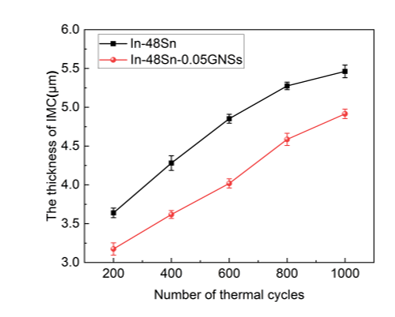 In-48Sn
In-48Sn-0.05GNSs
6.0
5.5
5.0
4.5
4.0
3.5
3.0
The thickness of IMC(μm)
200 400 600 800 1000
Number of thermal cycles